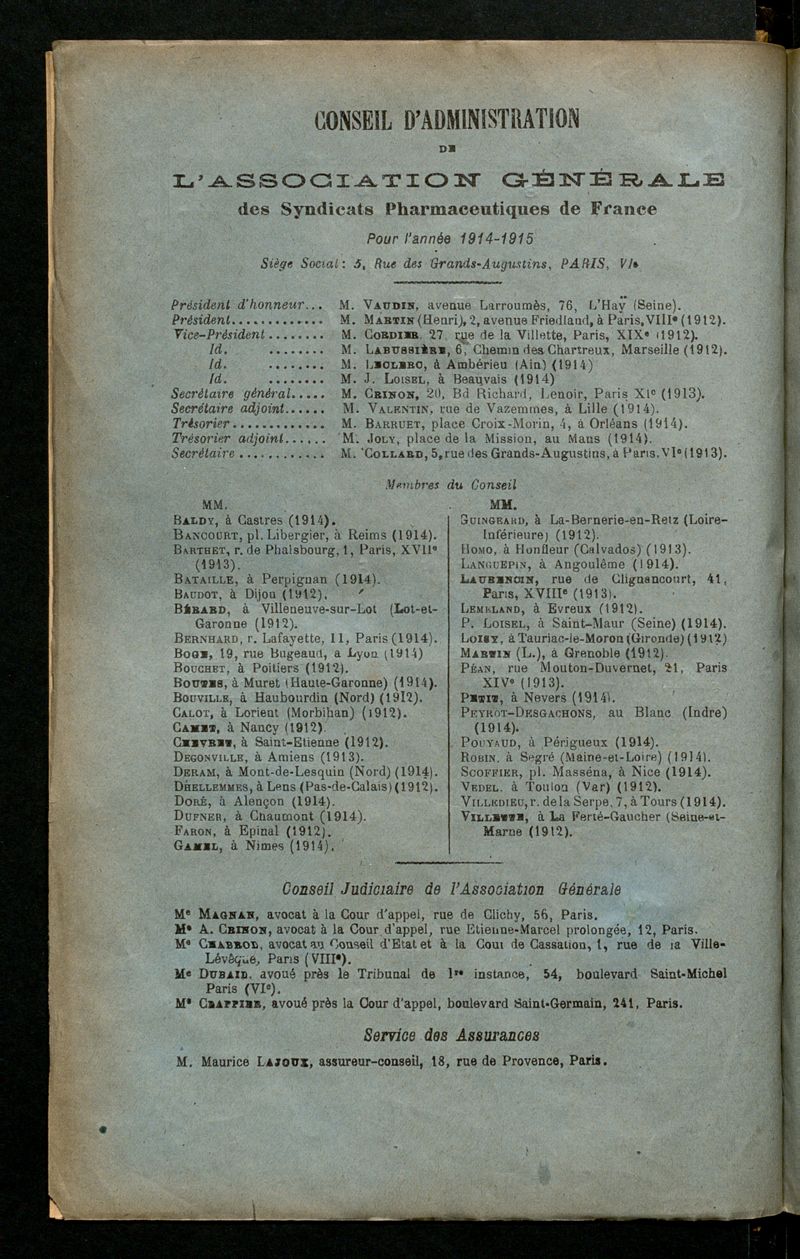 CONSEIL D'ADMINISTRATION
DE
L'ASSOCIATION GÉNÉRALE
des Syndicats Pharmaceutiques de France
Pour l'année 1914-1915
Siège Social : 5, Rue des Grands-Augustins, PARIS, VIe
Président d'honneur... M. VAUDIN, avenue Larroumès, 76, L'Haÿ (Seine).
Président............. M. MARTIN (Henri), 2, avenue Friedland, à Paris, VIIIe (1912).
Vice-Président........ M. CORDIER 27 rue de la Villette, Paris, XIXe (1912).
Id. ........ M. LABUSSIÈRE, 6, Chemin des Chartreux, Marseille (1912).
Id. ........ M. LECLERC, à Ambérieu (Ain) (1914)
Id. ........ M. J. LOISEL, à Beauvais (1914)
Secrétaire général..... M. CRINON, 20, Bd Richard, Lenoir, Paris XIe (1913).
Secrétaire adjoint...... M. VALENTIN, rue de Vazemmes, à Lille (1914).
Trésorier............. M. BARRUET, place Croix-Morin, 4, à Orléans (1914).
Trésorier adjoint...... M. JOLY, place de la Mission, au Mans (1914).
Secrétaire............ M. COLLARD, 5, rue des Grands-Augustins, à Paris, VIe (1913).
Membres du Conseil
MM.
BALDY, à Castres (1914).
BANCOURT, pl. Libergier, à Reims (1914).
BARTHET, r. de Phalsbourg, 1, Paris, XVIIe
(1913).
BATAILLE, à Perpignan (1914).
BAUDOT, à Dijon (1912).
BÉRARD, à Villeneuve-sur-Lot (Lot-et-
Garonne (1912).
BERNHARD, r. Lafayette, 11, Paris (1914).
BOGE, 19, rue Bugeaud, à Lyon (1914)
BOUCHET, à Poitiers (1912).
BOUTES, à Muret (Haute-Garonne) (1914).
BOUVILLE, à Haubourdin (Nord) (1912).
CALOT, à Lorient (Morbihan) (1912).
CAMET, à Nancy (1912).
CHEVRET, à Saint-Etienne (1912).
DEGONVILLE, à Amiens (1913).
DERAM, à Mont-de-Lesquin (Nord) (1914).
DHELLEMMES, à Lens (Pas-de-Calais) (1912).
DORÉ, à Alençon (1914).
DUFNER, à Chaumont (1914).
FARON, à Epinal (1912).
GAMEL, à Nimes (1914).
MM.
GUINGEARD, à La-Bernerie-en-Retz (Loire-
Inférieure) (1912).
HOMO, à Honfleur (Calvados) (1913).
LANGUEPIN, à Angoulême (1914).
LAURENCIN, rue de Clignancourt, 41,
Paris, XVIIIe (1913).
LEMELAND, à Evreux (1912).
P. LOISEL, à Saint-Maur (Seine) (1914).
LOISY, à Tauriac-le-Moron (Gironde) (1912)
MARTIN (L.), à Grenoble (1912).
PÉAN, rue Mouton-Duvernet, 21, Paris
XIVe (1913).
PETIT, à Nevers (1914).
PEYROT-DESGACHONS, au Blanc (Indre)
(1914).
POUYAUD, à Périgueux (1914).
ROBIN, à Segré (Maine-et-Loire) (1914).
SCOFFIER, pl. Masséna, à Nice (1914).
VEDEL, à Toulon (Var) (1912).
VILLEDIEU, r. de la Serpe, 7, à Tours (1914).
VILLETTE, à La Ferté-Gaucher (Seine-et-
Marne (1912).
Conseil Judiciaire de l'Association Générale
Me MAGNAN, avocat à la Cour d'appel, rue de Clichy, 56, Paris.
Me A. CRINON, avocat à la Cour d'appel, rue Etienne-Marcel prolongée, 12, Paris.
Me CHABROL, avocat au Conseil d'Etat et à la Cour de Cassation, 1, rue de la Ville-
Lévêque, Paris (VIIIe).
Me DUBAIL, avoué près le Tribunal de 1re instance, 54, boulevard Saint-Michel
Paris (VIe).
Me CRAPPIER, avoué près la Cour d'appel, boulevard Saint-Germain, 241, Paris.
Service des Assurances
M. Maurice LAJOUX, assureur-conseil, 18, rue de Provence, Paris.